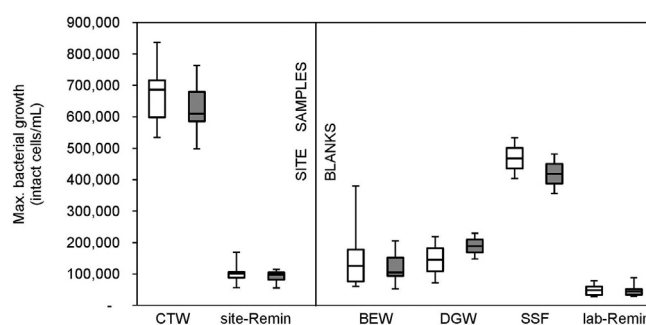 Max. bacterial growth
(intact cells/mL)
900,000
800,000
700,000
600,000
500,000
400,000
300,000
200,000
100,000
-
SITE SAMPLES
BLANKS
CTW site-Remin BEW DGW SSF lab-Remin